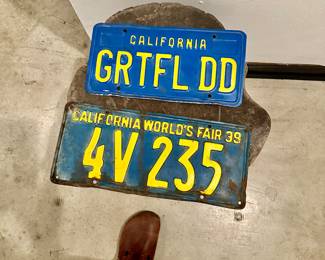 CALIFORNIA
GRTFL DD
CALIFORNIA WORLD'S FAIR 39
4V 235